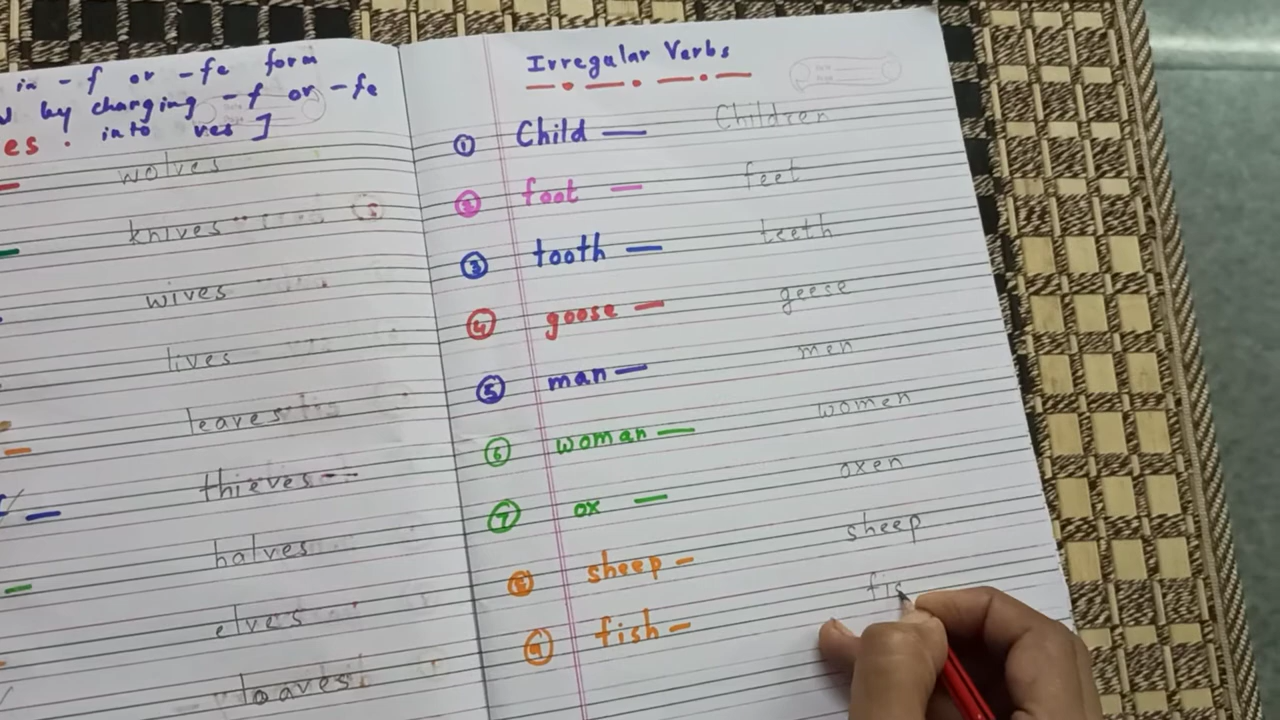 in -f or -fe form
by charging -f or -fe
es. into ves ]
wolves
knives
wives
lives
leaves
thieves
halves
elves
loaves
Irregular Verbs
① Child — Children
② foot — feet
③ tooth — teeth
④ goose — geese
⑤ man — men
⑥ woman — women
⑦ ox — oxen
⑧ sheep - sheep
⑨ fish - fis